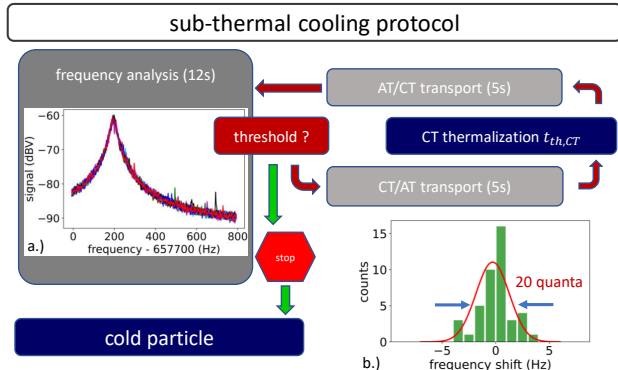 sub-thermal cooling protocol
frequency analysis (12s)
AT/CT transport (5s)
threshold ?
CT thermalization t_{th,CT}
CT/AT transport (5s)
−60
−70
−80
−90
signal (dBV)
0 200 400 600 800
frequency - 657700 (Hz)
a.)
stop
cold particle
15
10
5
0
counts
20 quanta
−5 0 5
frequency shift (Hz)
b.)